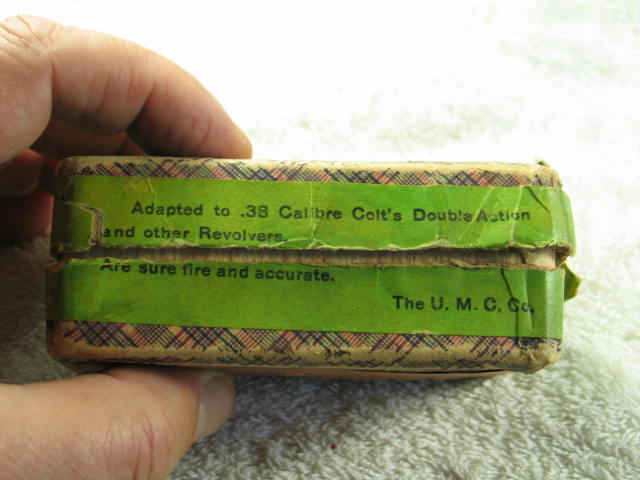 Adapted to .38 Calibre Colt's Double Action
and other Revolvers.
Are sure fire and accurate.
The U. M. C. Co.